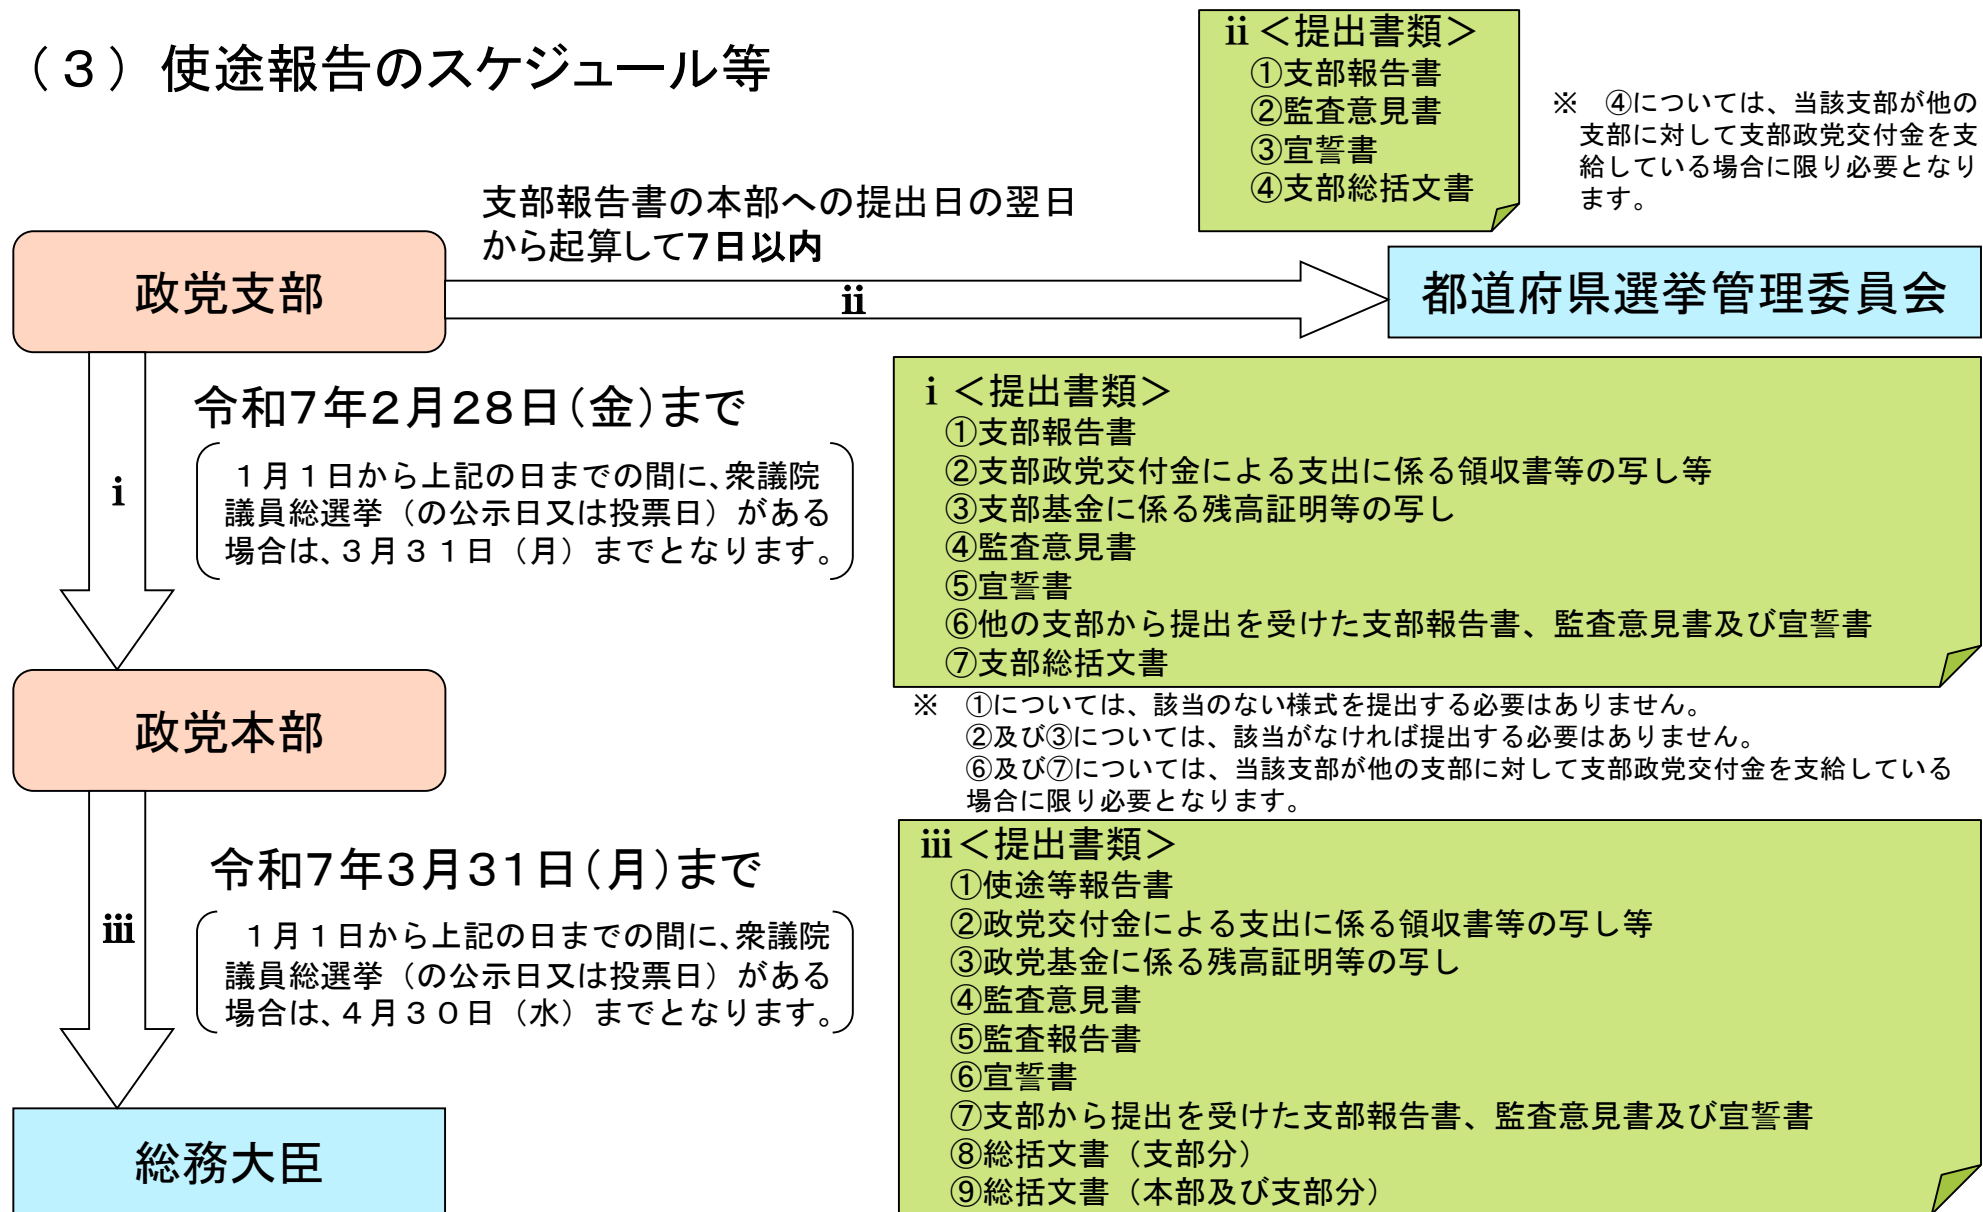 （３）使途報告のスケジュール等
ⅱ＜提出書類＞
①支部報告書
②監査意見書
③宣誓書
④支部総括文書
※　④については、当該支部が他の
支部に対して支部政党交付金を支
給している場合に限り必要となり
ます。
支部報告書の本部への提出日の翌日
から起算して7日以内
政党支部
ⅱ
都道府県選挙管理委員会
ⅰ
令和７年２月２８日（金）まで
１月１日から上記の日までの間に、衆議院
議員総選挙（の公示日又は投票日）がある
場合は、３月３１日（月）までとなります。
ⅰ＜提出書類＞
①支部報告書
②支部政党交付金による支出に係る領収書等の写し等
③支部基金に係る残高証明等の写し
④監査意見書
⑤宣誓書
⑥他の支部から提出を受けた支部報告書、監査意見書及び宣誓書
⑦支部総括文書
※　①については、該当のない様式を提出する必要はありません。
②及び③については、該当がなければ提出する必要はありません。
⑥及び⑦については、当該支部が他の支部に対して支部政党交付金を支給している
場合に限り必要となります。
政党本部
ⅲ
令和７年３月３１日（月）まで
１月１日から上記の日までの間に、衆議院
議員総選挙（の公示日又は投票日）がある
場合は、４月３０日（水）までとなります。
ⅲ＜提出書類＞
①使途等報告書
②政党交付金による支出に係る領収書等の写し等
③政党基金に係る残高証明等の写し
④監査意見書
⑤監査報告書
⑥宣誓書
⑦支部から提出を受けた支部報告書、監査意見書及び宣誓書
⑧総括文書（支部分）
⑨総括文書（本部及び支部分）
総務大臣